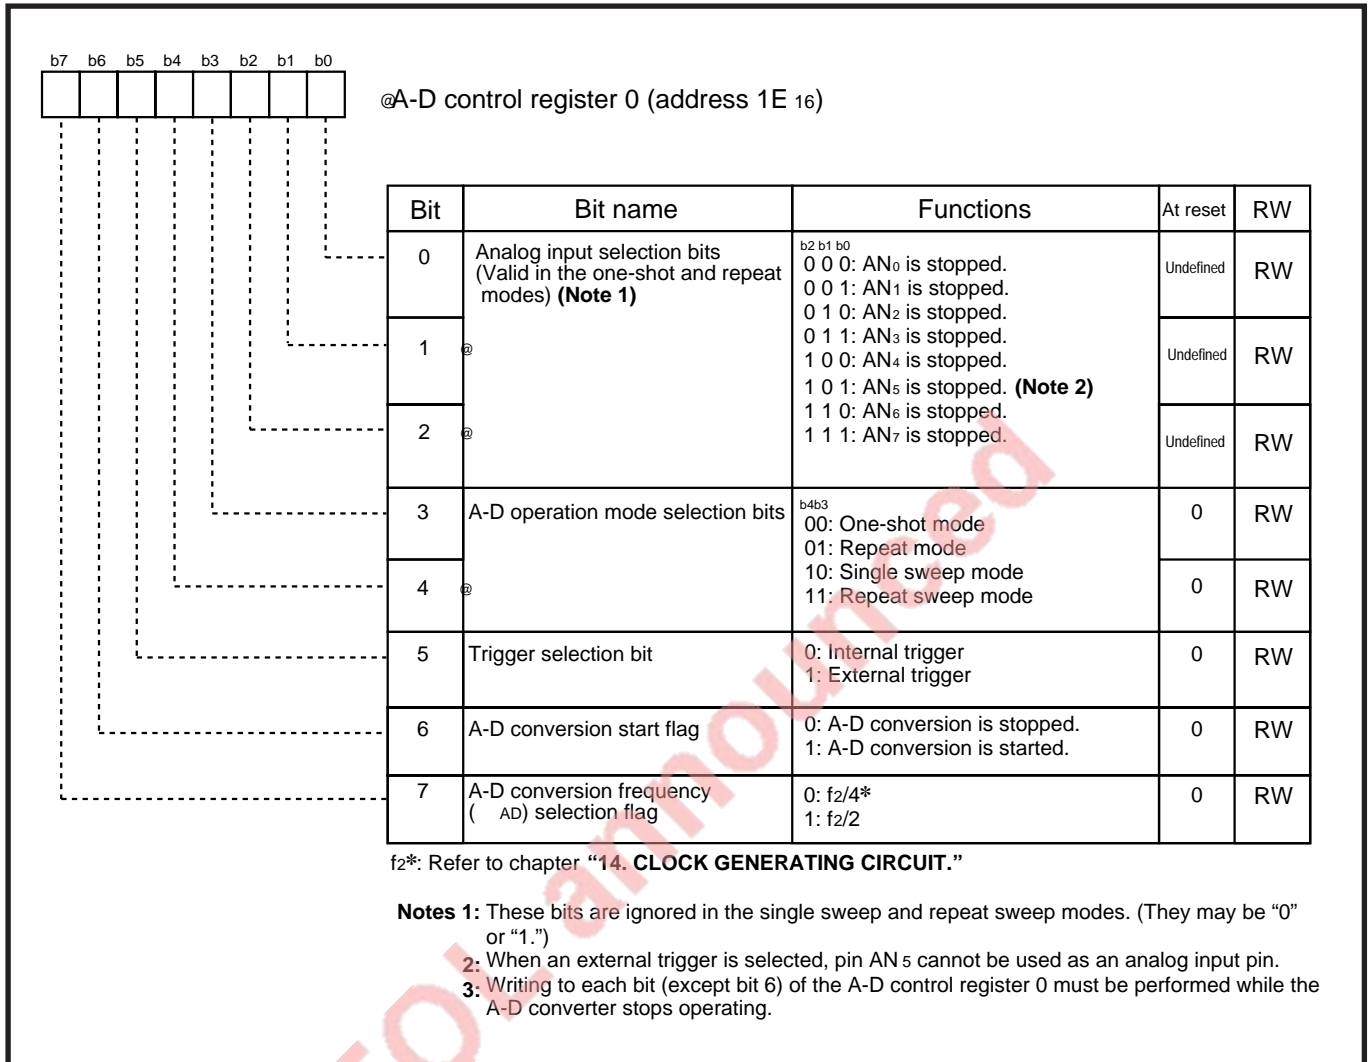 b7 b6 b5 b4 b3 b2 b1 b0
@A-D control register 0 (address 1E 16)
Bit Bit name Functions At reset RW
0 Analog input selection bits
(Valid in the one-shot and repeat
modes) (Note 1)
b2 b1 b0
0 0 0: AN0 is stopped.
0 0 1: AN1 is stopped.
0 1 0: AN2 is stopped.
0 1 1: AN3 is stopped.
1 0 0: AN4 is stopped.
1 0 1: AN5 is stopped. (Note 2)
1 1 0: AN6 is stopped.
1 1 1: AN7 is stopped.
Undefined RW
1 @ Undefined RW
2 @ Undefined RW
3 A-D operation mode selection bits
b4b3
00: One-shot mode
01: Repeat mode
10: Single sweep mode
11: Repeat sweep mode
0 RW
4 @ 0 RW
5 Trigger selection bit
0: Internal trigger
1: External trigger
0 RW
6 A-D conversion start flag
0: A-D conversion is stopped.
1: A-D conversion is started.
0 RW
7 A-D conversion frequency
( AD) selection flag
0: f2/4*
1: f2/2
0 RW
f2*: Refer to chapter “14. CLOCK GENERATING CIRCUIT.”
Notes 1: These bits are ignored in the single sweep and repeat sweep modes. (They may be “0”
or “1.”)
2: When an external trigger is selected, pin AN 5 cannot be used as an analog input pin.
3: Writing to each bit (except bit 6) of the A-D control register 0 must be performed while the
A-D converter stops operating.
EOL announced